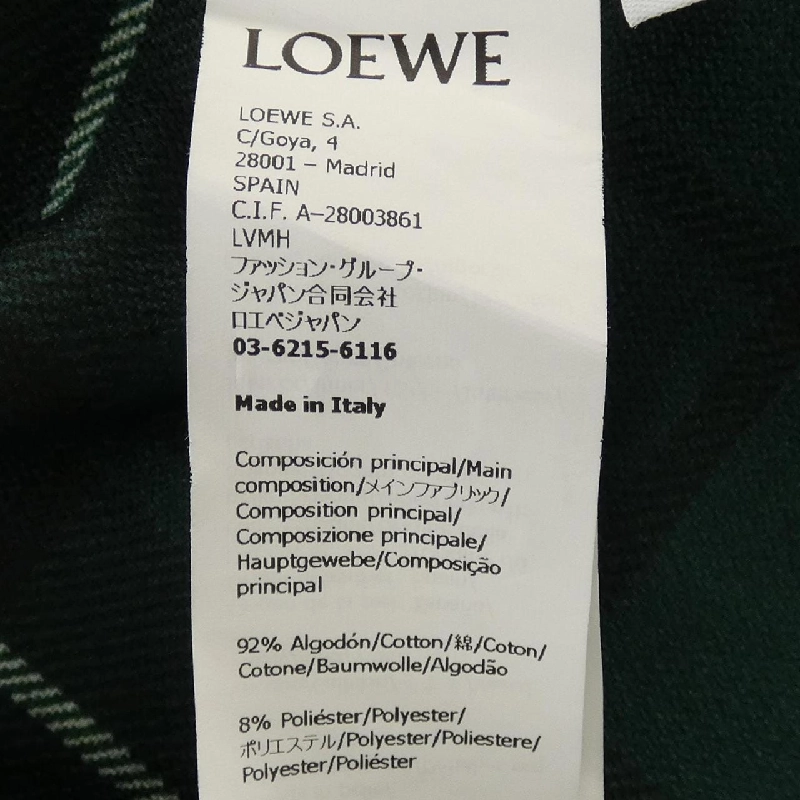 LOEWE
LOEWE S.A.
C/Goya, 4
28001 – Madrid
SPAIN
C.I.F. A-28003861
LVMH
ファッション・グループ・
ジャパン合同会社
ロエベジャパン
03-6215-6116
Made in Italy
Composición principal/Main
composition/メインファブリック/
Composition principal/
Composizione principale/
Hauptgewebe/Composição
principal
92% Algodón/Cotton/綿/Coton/
Cotone/Baumwolle/Algodão
8% Poliéster/Polyester/
ポリエステル/Polyester/Poliestere/
Polyester/Poliéster